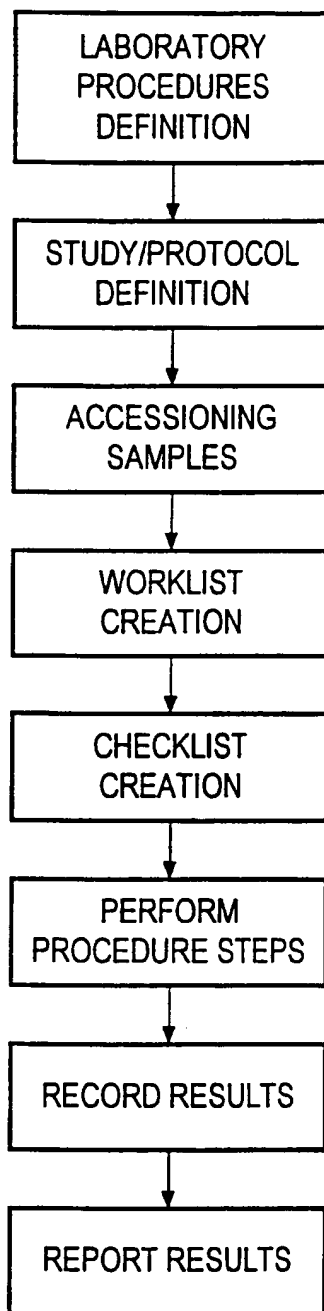 LABORATORY
PROCEDURES
DEFINITION
STUDY/PROTOCOL
DEFINITION
ACCESSIONING
SAMPLES
WORKLIST
CREATION
CHECKLIST
CREATION
PERFORM
PROCEDURE STEPS
RECORD RESULTS
REPORT RESULTS